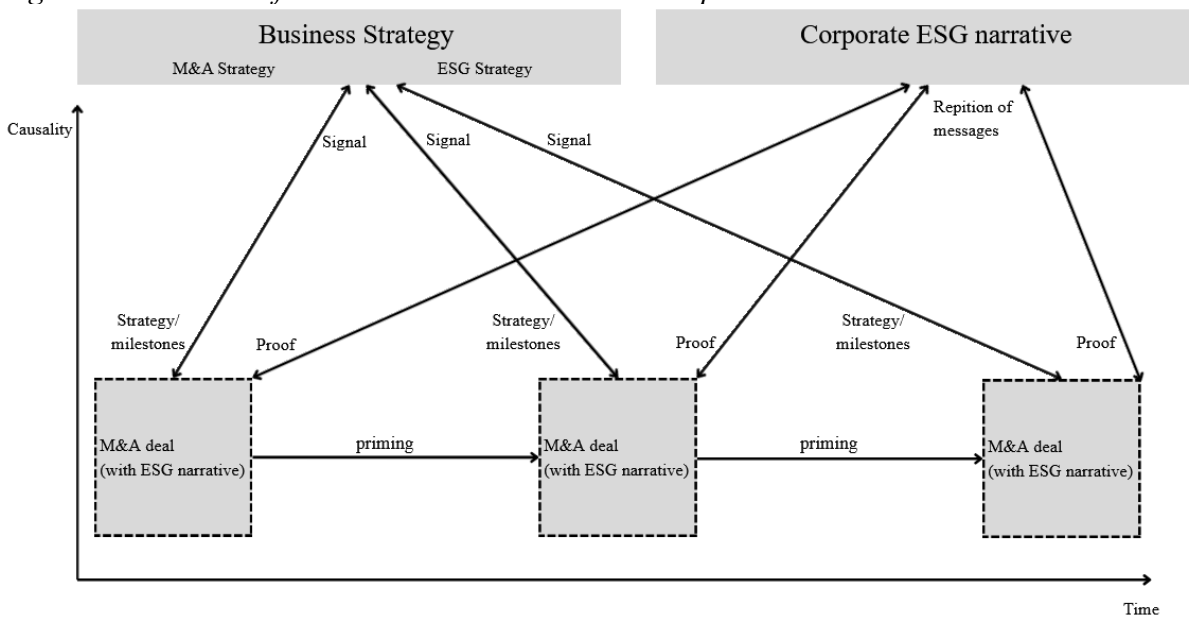 Business Strategy
M&A Strategy
ESG Strategy
Corporate ESG narrative
Causality
Signal
Signal
Signal
Repition of
messages
Strategy/
milestones
Proof
Strategy/
milestones
Proof
Strategy/
milestones
Proof
M&A deal
(with ESG narrative)
priming
M&A deal
(with ESG narrative)
priming
M&A deal
(with ESG narrative)
Time